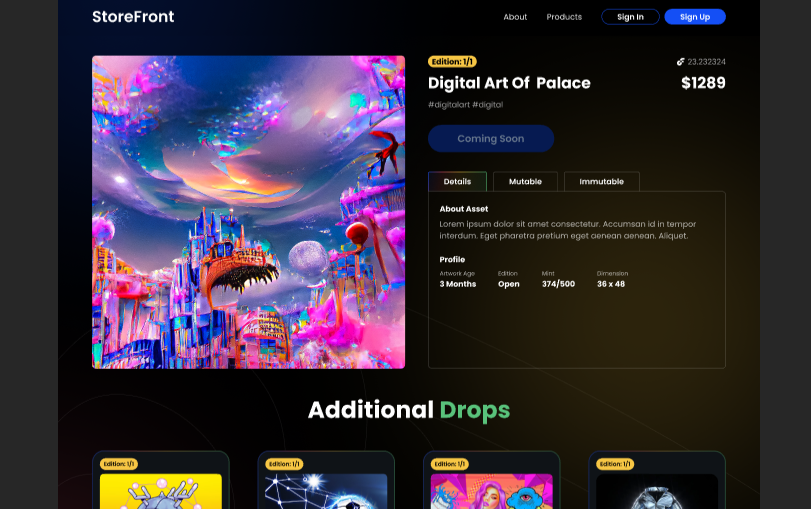 StoreFront
About
Products
Sign In
Sign Up
Edition: 1/1
23.232324
Digital Art Of Palace
$1289
#digitalart #digital
Coming Soon
Details
Mutable
Immutable
About Asset
Lorem ipsum dolor sit amet consectetur. Accumsan id in tempor
interdum. Eget pharetra pretium eget aenean aenean. Aliquet.
Profile
Artwork Age
Edition
Mint
Dimension
3 Months
Open
374/500
36 x 48
Additional Drops
Edition: 1/1
Edition: 1/1
Edition: 1/1
Edition: 1/1